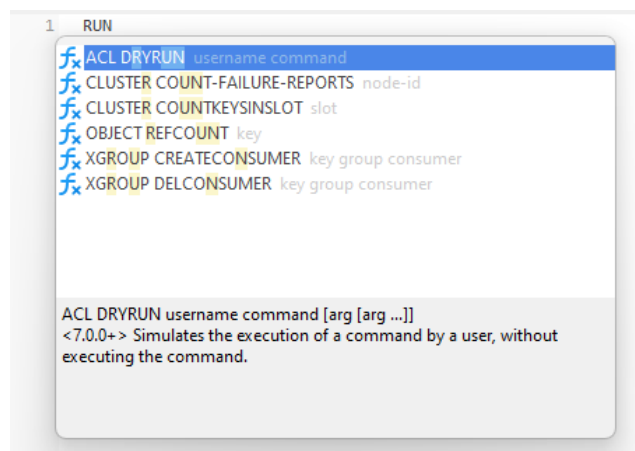 1 RUN
ACL DRYRUN username command
CLUSTER COUNT-FAILURE-REPORTS node-id
CLUSTER COUNTKEYSINSLOT slot
OBJECT REFCOUNT key
XGROUP CREATECONSUMER key group consumer
XGROUP DELCONSUMER key group consumer
ACL DRYRUN username command [arg [arg ...]]
<7.0.0+> Simulates the execution of a command by a user, without
executing the command.